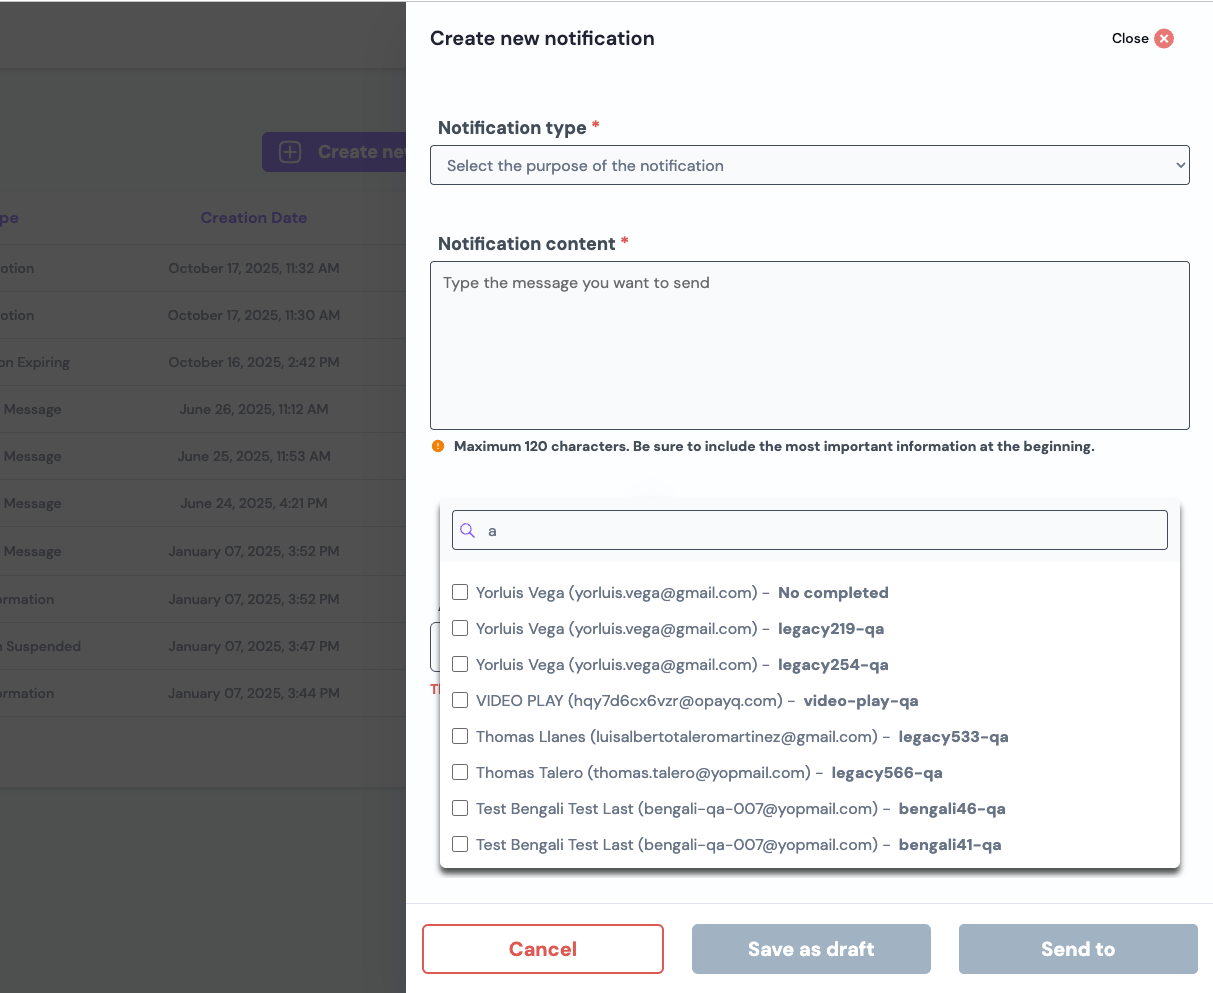 Create new notification
Close
Notification type *
Create new
Select the purpose of the notification
Creation Date
Notification content *
October 17, 2025, 11:32 AM
Type the message you want to send
October 17, 2025, 11:30 AM
Expiring October 16, 2025, 2:42 PM
Message June 26, 2025, 11:12 AM
Maximum 120 characters. Be sure to include the most important information at the beginning.
Message June 25, 2025, 11:53 AM
Message June 24, 2025, 4:21 PM
a
Message January 07, 2025, 3:52 PM
Yorluis Vega (yorluis.vega@gmail.com) - No completed
January 07, 2025, 3:52 PM
Yorluis Vega (yorluis.vega@gmail.com) - legacy219-qa
Suspended January 07, 2025, 3:47 PM
Yorluis Vega (yorluis.vega@gmail.com) - legacy254-qa
January 07, 2025, 3:44 PM
VIDEO PLAY (hqy7d6cx6vzr@opayq.com) - video-play-qa
Thomas Llanes (luisalbertotaleromartinez@gmail.com) - legacy533-qa
Thomas Talero (thomas.talero@yopmail.com) - legacy566-qa
Test Bengali Test Last (bengali-qa-007@yopmail.com) - bengali46-qa
Test Bengali Test Last (bengali-qa-007@yopmail.com) - bengali41-qa
Cancel
Save as draft
Send to